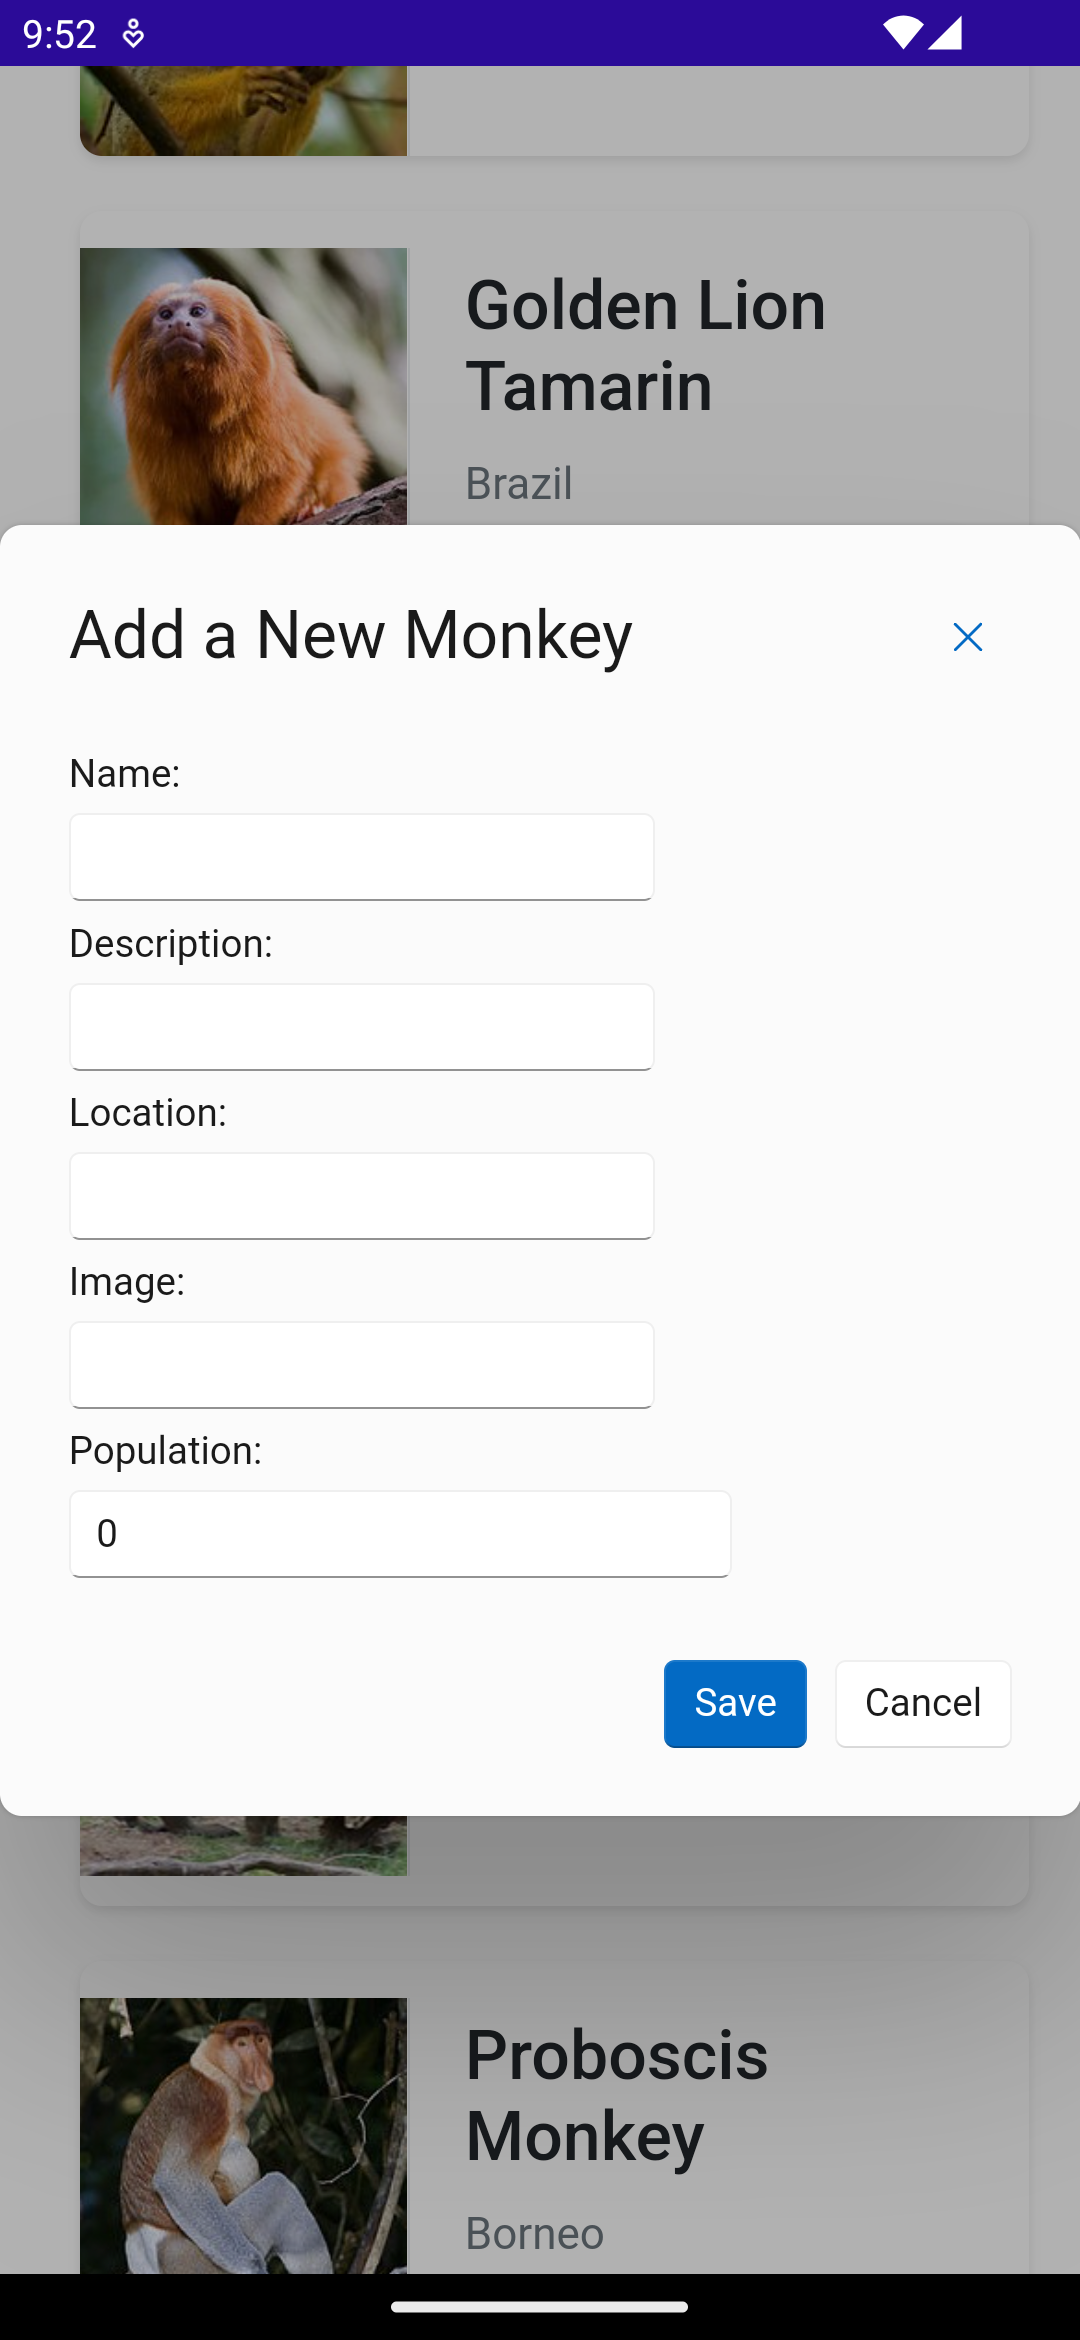 9:52
Golden Lion
Tamarin
Brazil
Add a New Monkey
Name:
Description:
Location:
Image:
Population:
0
Save
Cancel
Proboscis
Monkey
Borneo